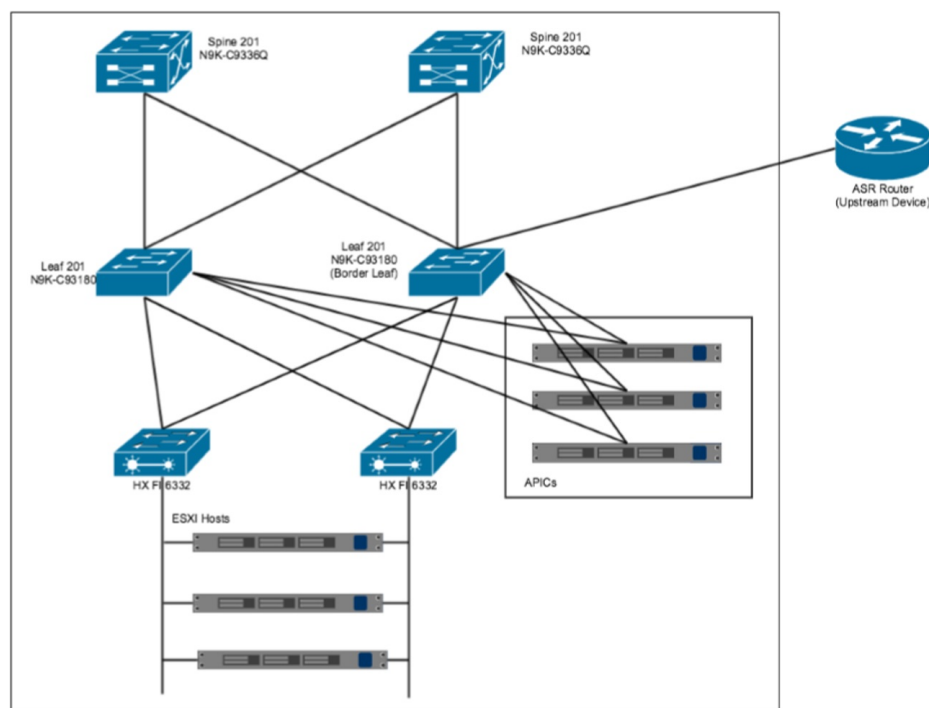 Spine 201
N9K-C9336Q
Spine 201
N9K-C9336Q
ASR Router
(Upstream Device)
Leaf 201
N9K-C93180
Leaf 201
N9K-C93180
(Border Leaf)
HX FI 6332
HX FI 6332
APICs
ESXI Hosts